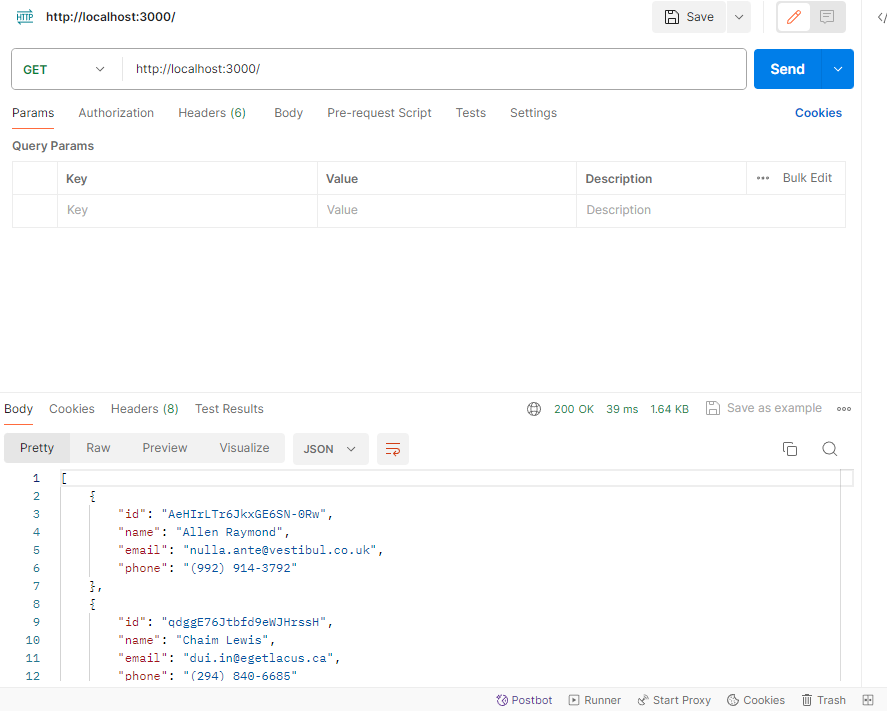 HTTP http://localhost:3000/ Save
GET http://localhost:3000/ Send
Params Authorization Headers (6) Body Pre-request Script Tests Settings Cookies
Query Params
Key Value Description ••• Bulk Edit
Key Value Description
Body Cookies Headers (8) Test Results 200 OK 39 ms 1.64 KB Save as example
Pretty Raw Preview Visualize JSON
1 [
2 {
3 "id": "AeHIrLTr6JkxGE6SN-0Rw",
4 "name": "Allen Raymond",
5 "email": "nulla.ante@vestibul.co.uk",
6 "phone": "(992) 914-3792"
7 },
8 {
9 "id": "qdggE76Jtbfd9eWJHrssH",
10 "name": "Chaim Lewis",
11 "email": "dui.in@egetlacus.ca",
12 "phone": "(294) 840-6685"
Postbot Runner Start Proxy Cookies Trash